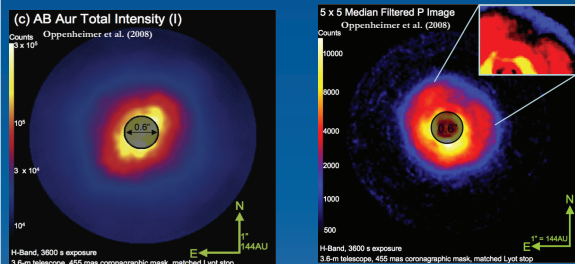 (c) AB Aur Total Intensity (I)
Oppenheimer et al. (2008)
Counts
3 x 10⁵
10⁵
3 x 10⁴
10⁴
0.6"
N
1"
144AU
E
H-Band, 3600 s exposure
3.6-m telescope, 455 mas coronagraphic mask, matched Lyot stop
5 x 5 Median Filtered P Image
Oppenheimer et al. (2008)
Counts
10000
8000
4000
2000
1000
500
0.6"
N
1" = 144AU
E
H-Band, 3600 s exposure
3.6-m telescope, 455 mas coronagraphic mask, matched Lyot stop